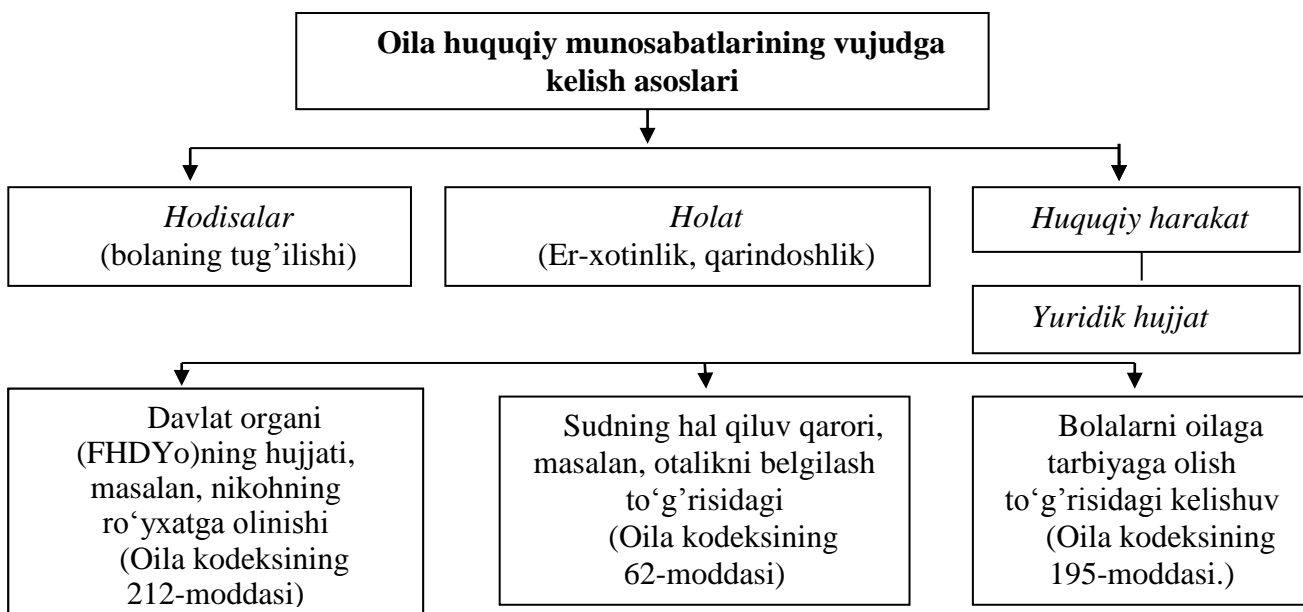 Oila huquqiy munosabatlarining vujudga
kelish asoslari
Hodisalar
(bolaning tug’ilishi)
Holat
(Er-xotinlik, qarindoshlik)
Huquqiy harakat
Yuridik hujjat
Davlat organi
(FHDYo)ning hujjati,
masalan, nikohning
ro‘yxatga olinishi
(Oila kodeksining
212-moddasi)
Sudning hal qiluv qarori,
masalan, otalikni belgilash
to‘g’risidagi
(Oila kodeksining
62-moddasi)
Bolalarni oilaga
tarbiyaga olish
to‘g’risidagi kelishuv
(Oila kodeksining
195-moddasi.)